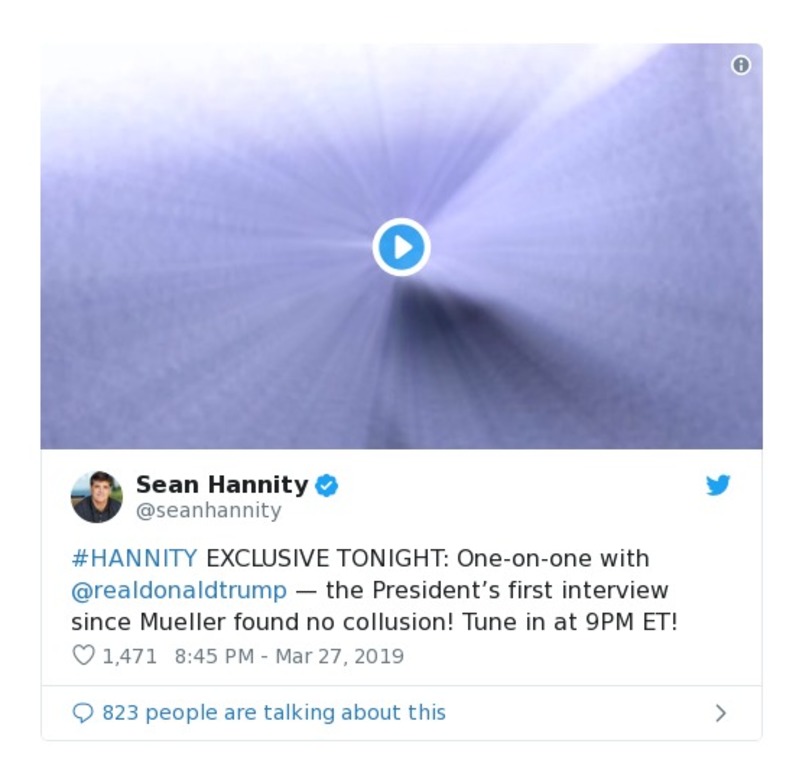 Sean Hannity
@seanhannity
#HANNITY EXCLUSIVE TONIGHT: One-on-one with
@realdonaldtrump — the President’s first interview
since Mueller found no collusion! Tune in at 9PM ET!
1,471 8:45 PM - Mar 27, 2019
823 people are talking about this